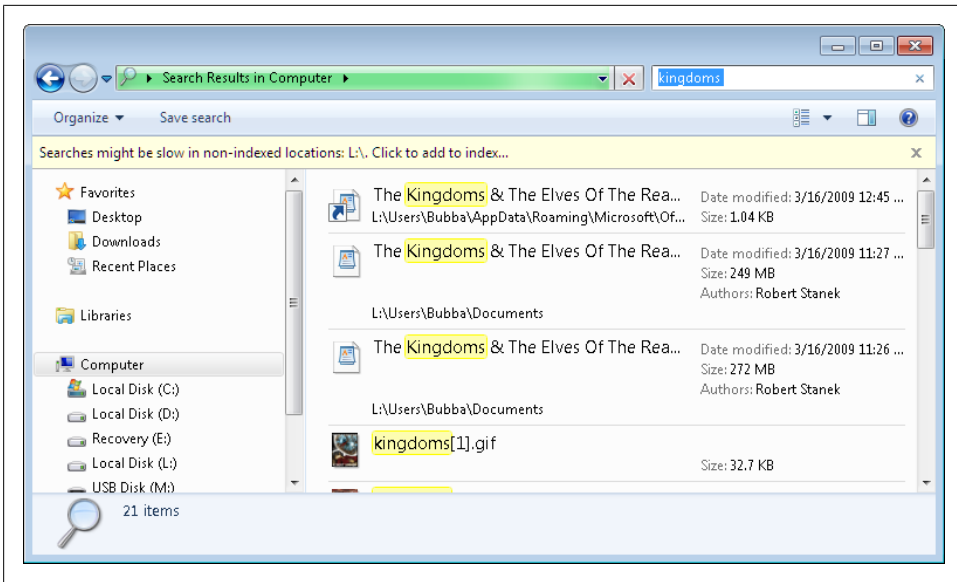 Search Results in Computer
kingdoms
Organize
Save search
Searches might be slow in non-indexed locations: L:\. Click to add to index...
Favorites
Desktop
Downloads
Recent Places
Libraries
Computer
Local Disk (C:)
Local Disk (D:)
Recovery (E:)
Local Disk (L:)
USB Disk (M:)
The Kingdoms & The Elves Of The Rea...
Date modified: 3/16/2009 12:45 ...
L:\Users\Bubba\AppData\Roaming\Microsoft\Of...
Size: 1.04 KB
The Kingdoms & The Elves Of The Rea...
Date modified: 3/16/2009 11:27 ...
Size: 249 MB
Authors: Robert Stanek
L:\Users\Bubba\Documents
The Kingdoms & The Elves Of The Rea...
Date modified: 3/16/2009 11:26 ...
Size: 272 MB
Authors: Robert Stanek
L:\Users\Bubba\Documents
kingdoms[1].gif
Size: 32.7 KB
21 items